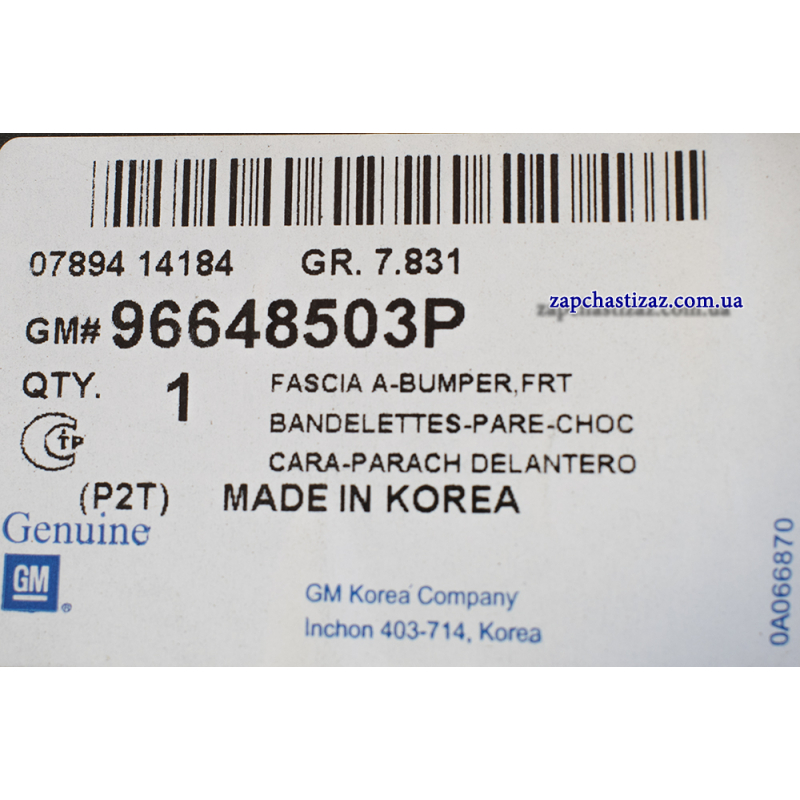 07894 14184 GR. 7.831
zapchastizaz.com.ua
GM# 96648503P
QTY. 1 FASCIA A-BUMPER,FRT
BANDELETTES-PARE-CHOC
CARA-PARACH DELANTERO
(P2T) MADE IN KOREA
Genuine
GM ®
GM Korea Company
Inchon 403-714, Korea
0A066870